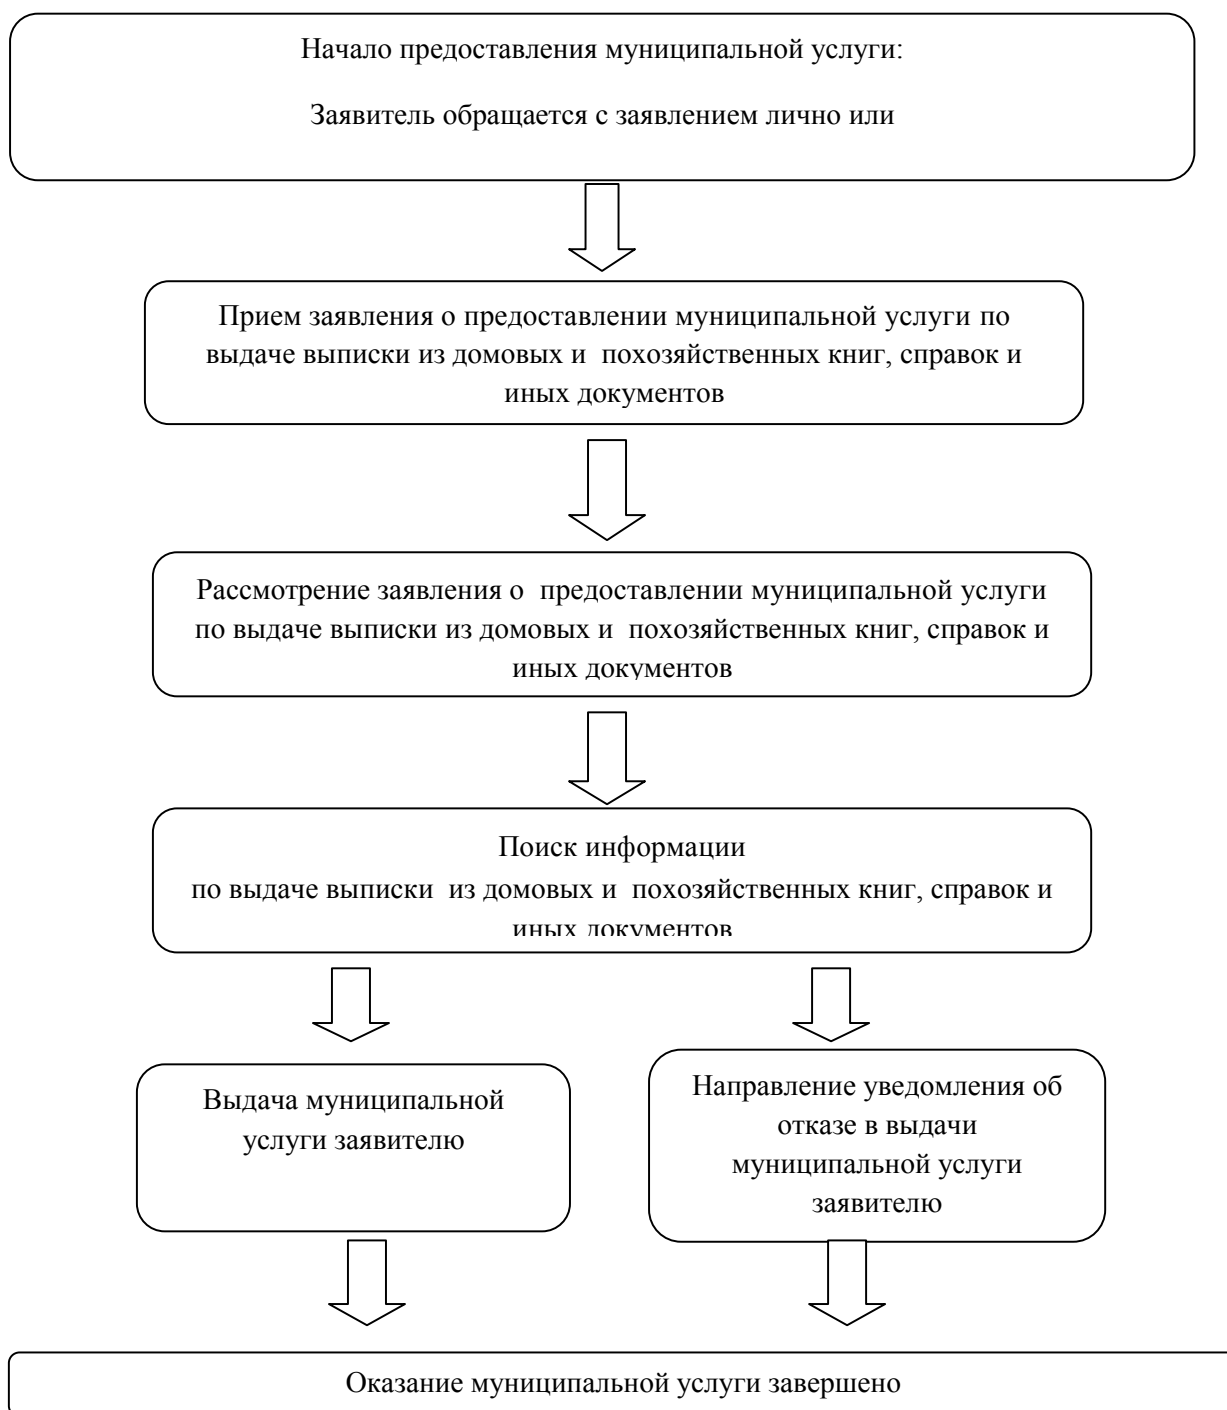 Начало предоставления муниципальной услуги:
Заявитель обращается с заявлением лично или
Прием заявления о предоставлении муниципальной услуги по
выдаче выписки из домовых и похозяйственных книг, справок и
иных документов
Рассмотрение заявления о предоставлении муниципальной услуги
по выдаче выписки из домовых и похозяйственных книг, справок и
иных документов
Поиск информации
по выдаче выписки из домовых и похозяйственных книг, справок и
иных документов
Выдача муниципальной
услуги заявителю
Направление уведомления об
отказе в выдачи
муниципальной услуги
заявителю
Оказание муниципальной услуги завершено